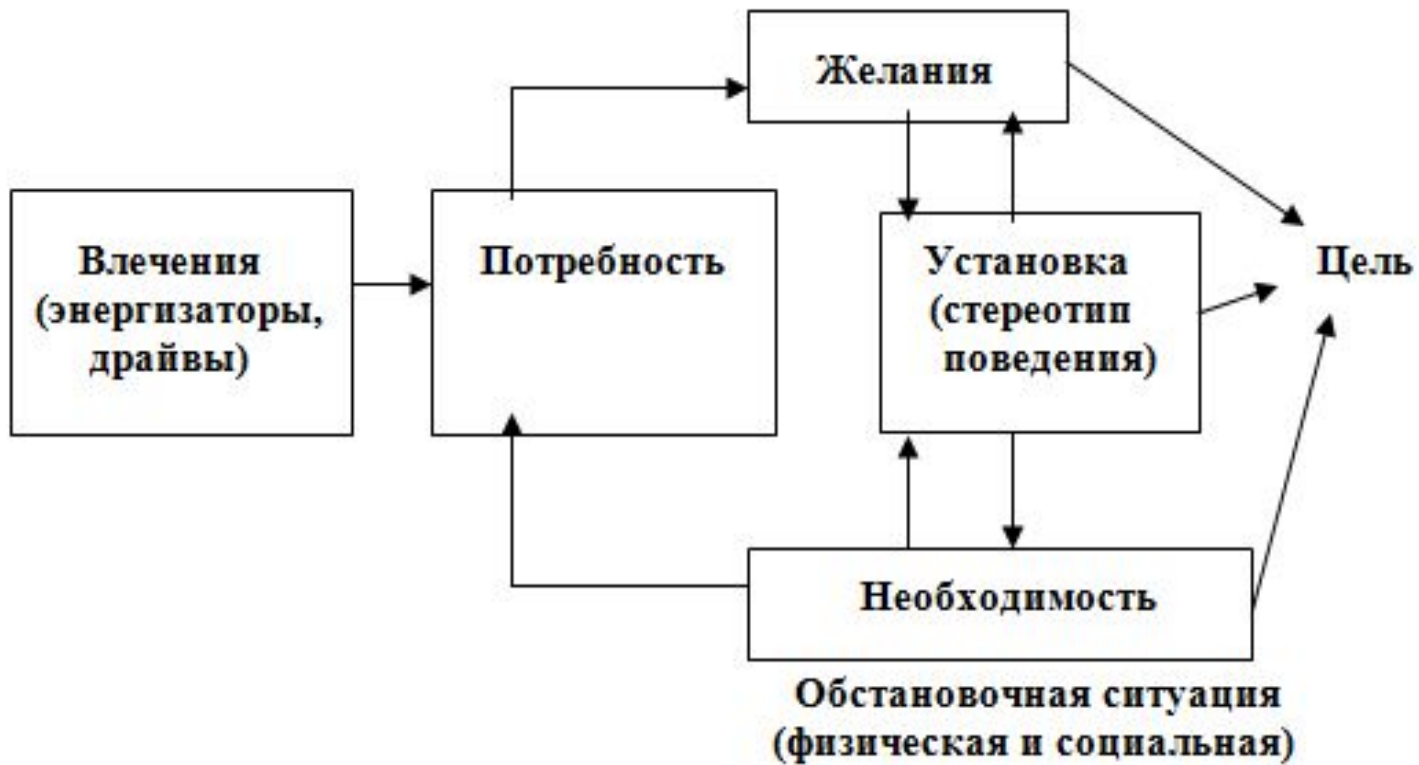 Желания
Влечения
(энергизаторы,
драйвы)
Потребность
Установка
(стереотип
поведения)
Цель
Необходимость
Обстановочная ситуация
(физическая и социальная)